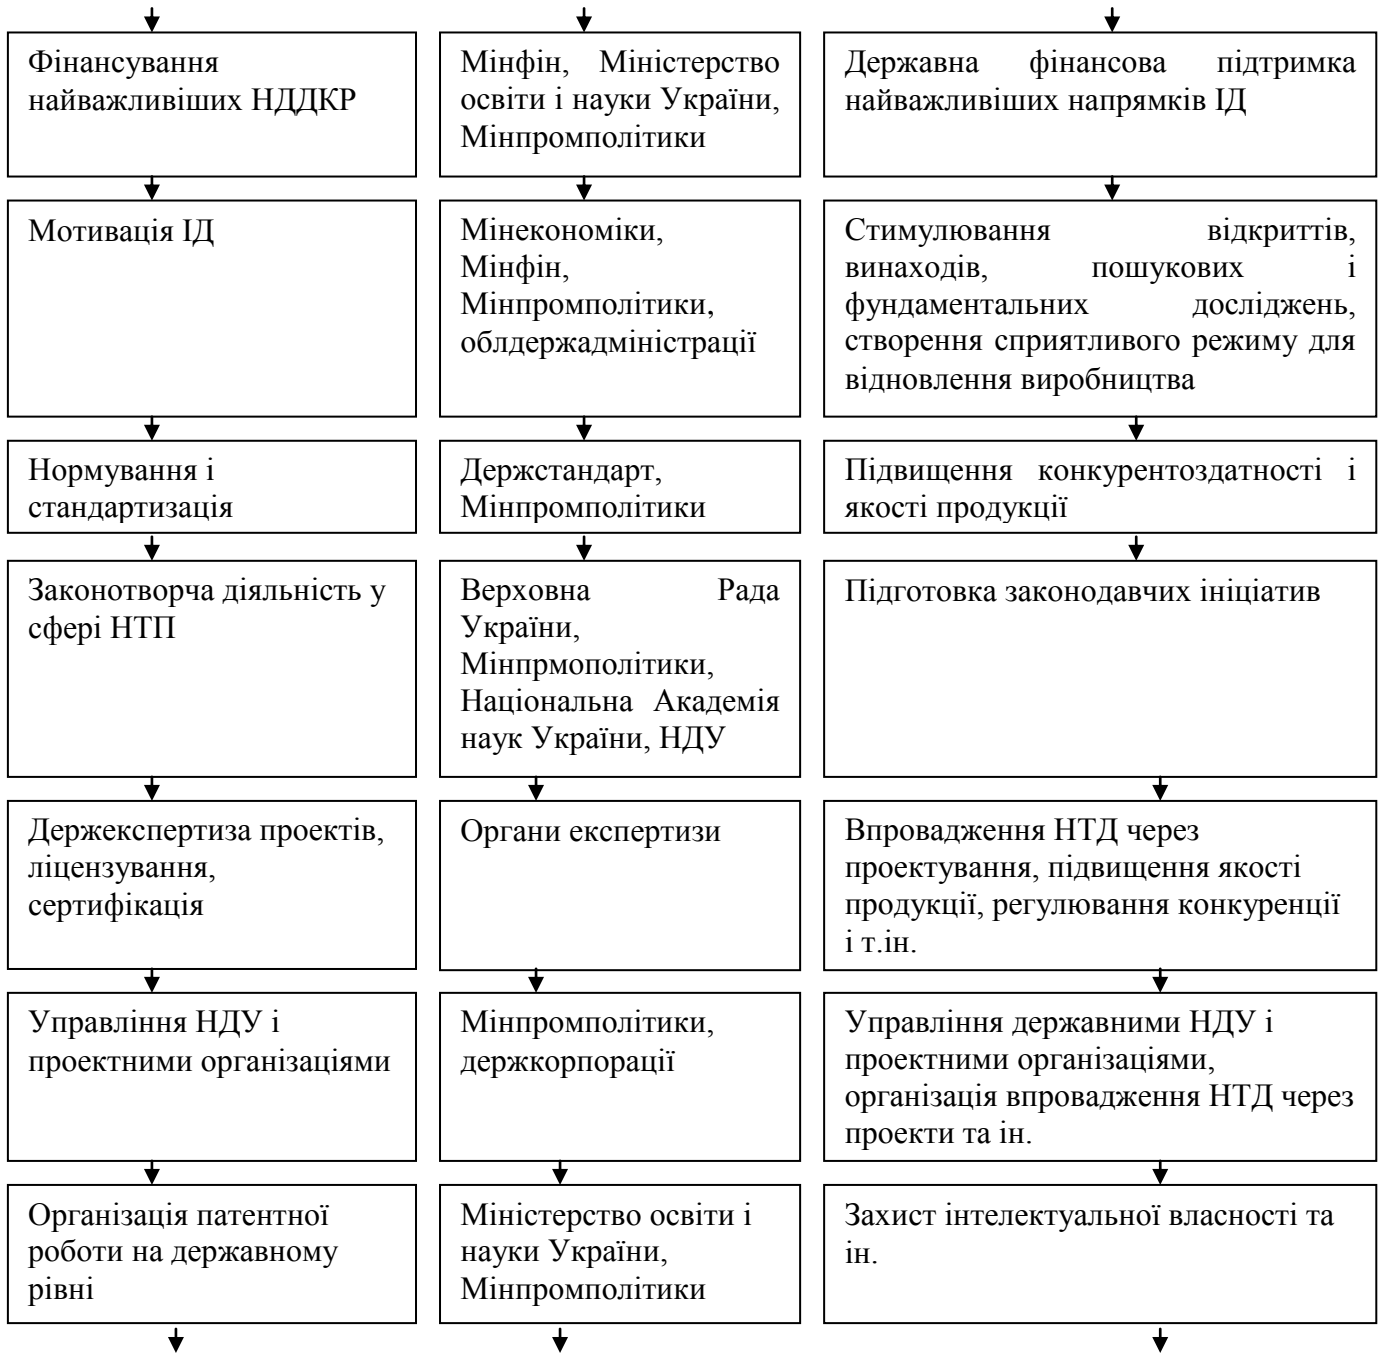 Фінансування
найважливіших НДДКР
Мінфін, Міністерство
освіти і науки України,
Мінпромполітики
Державна фінансова підтримка
найважливіших напрямків ІД
Мотивація ІД
Мінекономіки,
Мінфін,
Мінпромполітики,
облдержадміністрації
Стимулювання відкриттів,
винаходів, пошукових і
фундаментальних досліджень,
створення сприятливого режиму для
відновлення виробництва
Нормування і
стандартизація
Держстандарт,
Мінпромполітики
Підвищення конкурентоздатності і
якості продукції
Законотворча діяльність у
сфері НТП
Верховна Рада
України,
Мінпрмополітики,
Національна Академія
наук України, НДУ
Підготовка законодавчих ініціатив
Держекспертиза проектів,
ліцензування,
сертифікація
Органи експертизи
Впровадження НТД через
проектування, підвищення якості
продукції, регулювання конкуренції
і т.ін.
Управління НДУ і
проектними організаціями
Мінпромполітики,
держкорпорації
Управління державними НДУ і
проектними організаціями,
організація впровадження НТД через
проекти та ін.
Організація патентної
роботи на державному
рівні
Міністерство освіти і
науки України,
Мінпромполітики
Захист інтелектуальної власності та
ін.